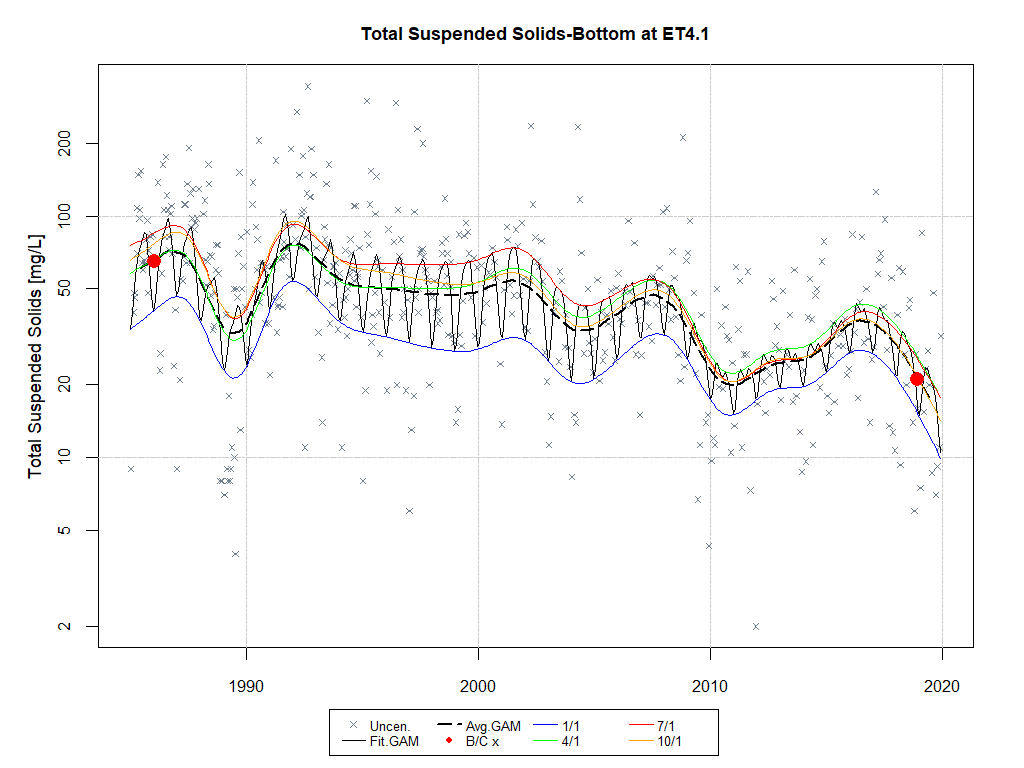 Total Suspended Solids-Bottom at ET4.1
Total Suspended Solids [mg/L]
200
100
50
20
10
5
2
1990 2000 2010 2020
Uncen. Avg.GAM 1/1 7/1
Fit.GAM B/C x 4/1 10/1